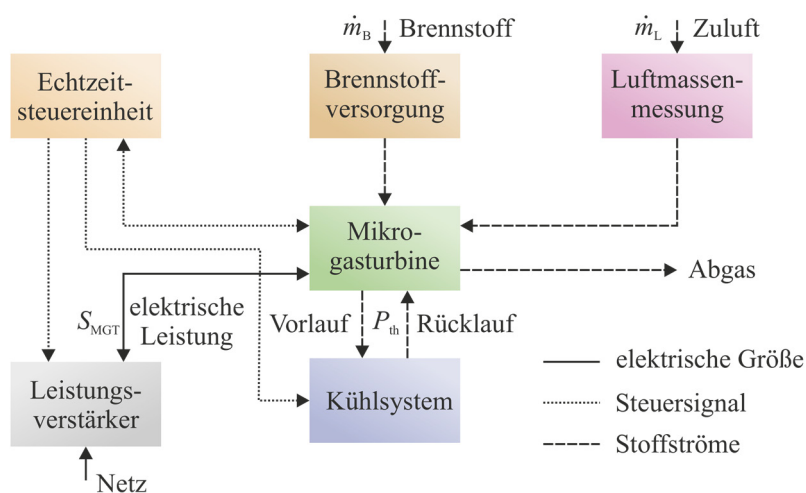 ṁB Brennstoff
ṁL Zuluft
Echtzeit-
steuereinheit
Brennstoff-
versorgung
Luftmassen-
messung
Mikro-
gasturbine
Abgas
SMGT
elektrische
Leistung
Vorlauf Pth Rücklauf
Leistungs-
verstärker
Kühlsystem
elektrische Größe
Steuersignal
Stoffströme
Netz